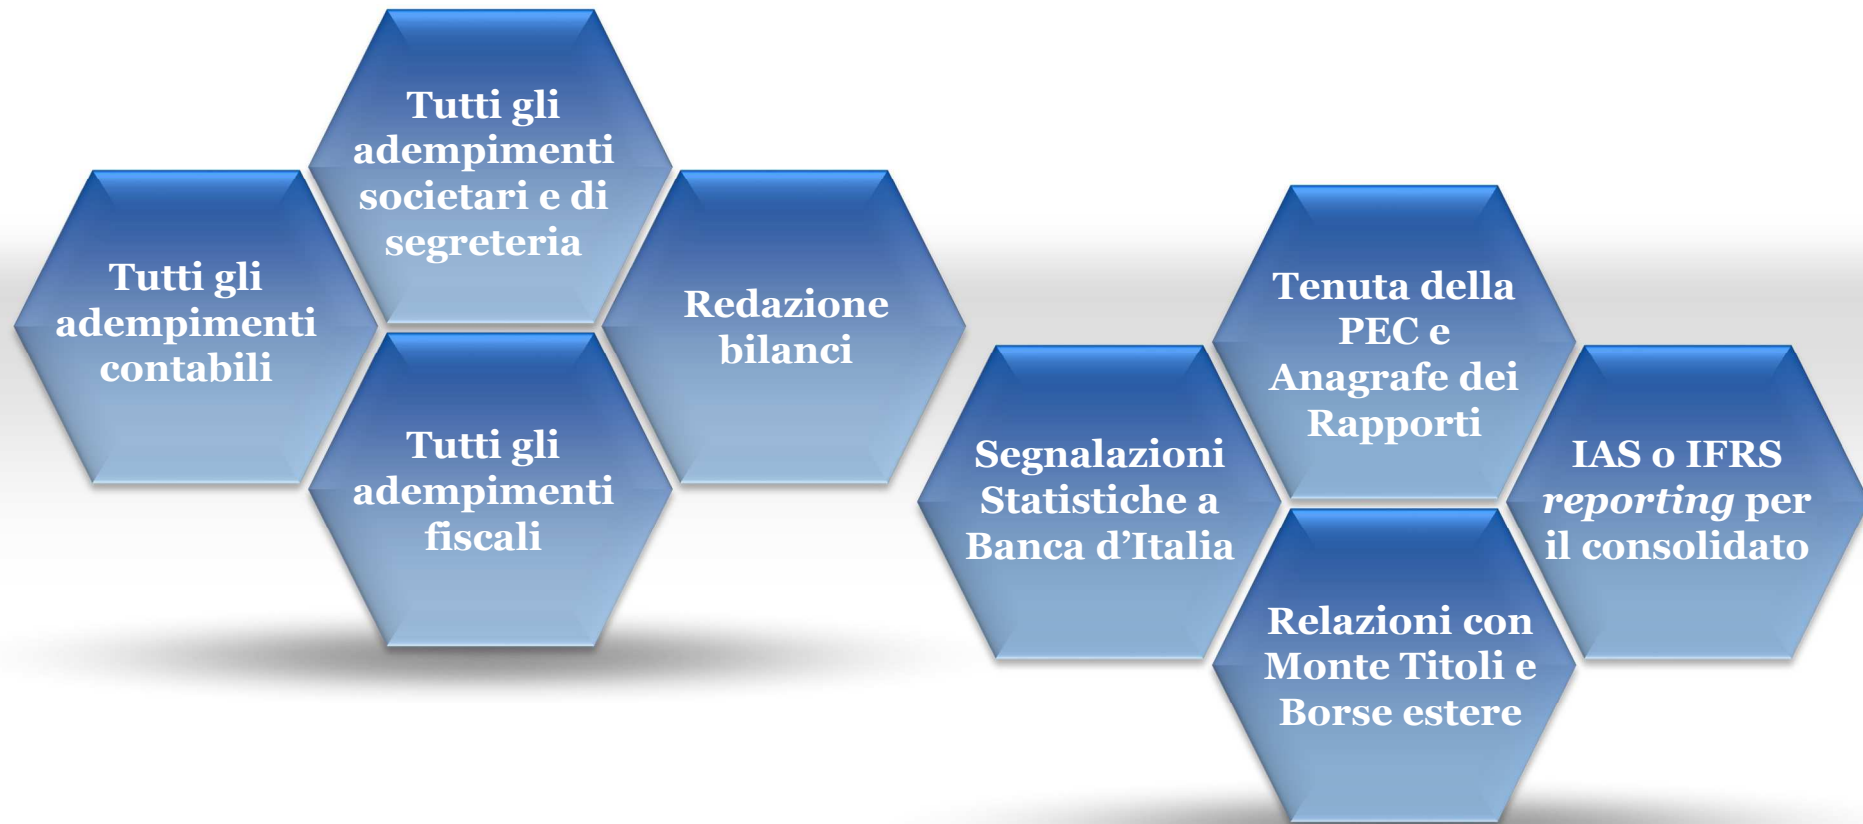 Tutti gli
adempimenti
contabili
Tutti gli
adempimenti
societari e di
segreteria
Tutti gli
adempimenti
fiscali
Redazione
bilanci
Segnalazioni
Statistiche a
Banca d’Italia
Tenuta della
PEC e
Anagrafe dei
Rapporti
Relazioni con
Monte Titoli e
Borse estere
IAS o IFRS
reporting per
il consolidato